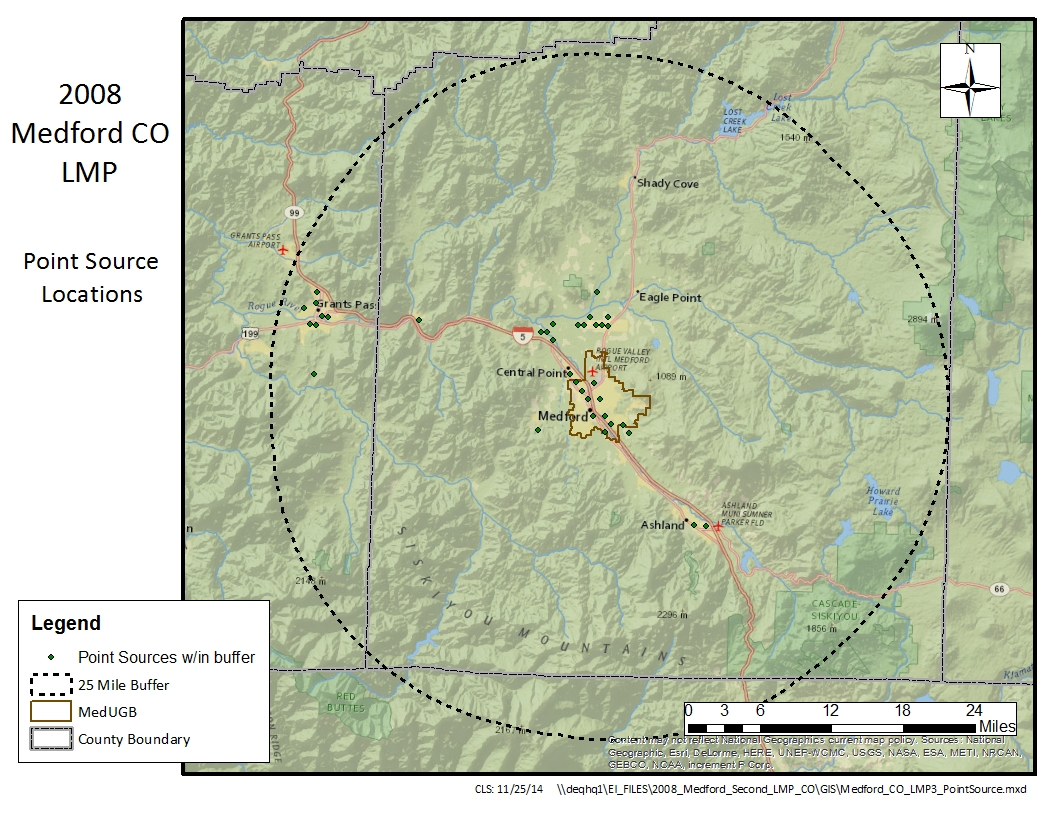 2008
Medford CO
LMP
Point Source
Locations
N
LOST
CREEK
LAKE
Lost
Creek
Lake
1540 m
Shady Cove
99
GRANTS PASS
AIRPORT
Eagle Point
Rogue River
Grants Pass
199
5
2894 m
ROGUE VALLEY
INTL MEDFORD
AIRPORT
Central Point
1089 m
Medford
Howard
Prairie
Lake
ASHLAND
MUNI SUMNER
PARKER FLD
Ashland
n
SISKIYOU MOUNTAINS
2143 m
66
CASCADE-
SISKIYOU
1856 m
2296 m
Legend
Point Sources w/in buffer
25 Mile Buffer
MedUGB
County Boundary
RED
BUTTES
0 3 6 12 18 24
Miles
Content may not reflect National Geographic's current map policy. Sources: National
Geographic, Esri, DeLorme, HERE, UNEP-WCMC, USGS, NASA, ESA, METI, NRCAN,
GEBCO, NOAA, increment P Corp.
CLS: 11/25/14 \\deqhq1\EI_FILES\2008_Medford_Second_LMP_CO\GIS\Medford_CO_LMP3_PointSource.mxd